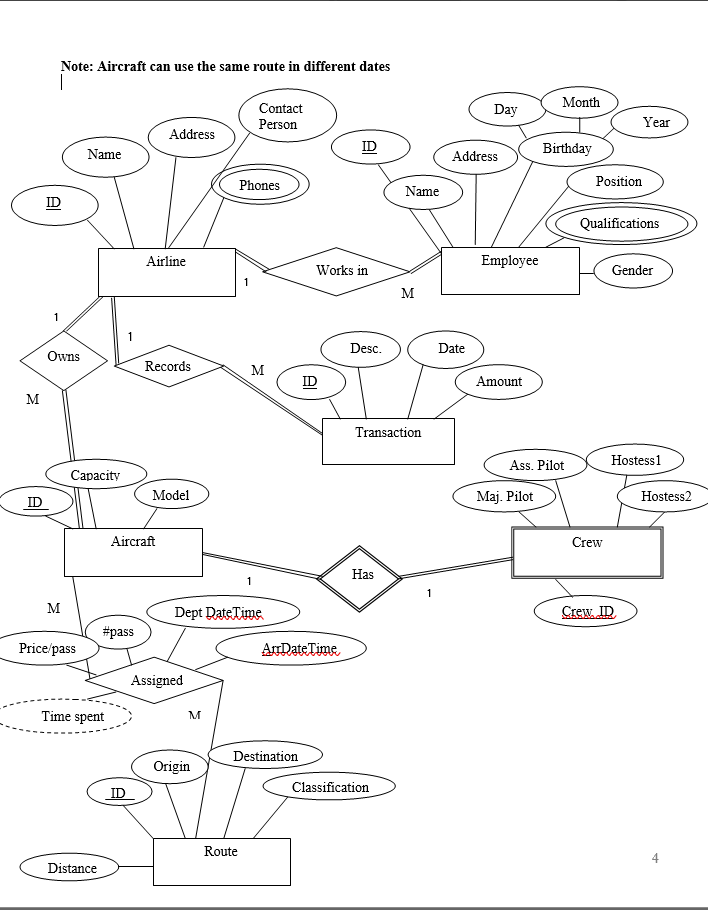 Note: Aircraft can use the same route in different dates
Contact
Person
Day
Month
Year
Address
Name
ID
Address
Birthday
Phones
Name
Position
ID
Qualifications
Airline
Works in
Employee
Gender
1
M
1
1
Owns
Records
M
Desc.
Date
ID
Amount
M
Transaction
Capacity
Model
ID
Ass. Pilot
Hostess1
Maj. Pilot
Hostess2
Aircraft
Crew
Has
1
1
M
Dept DateTime
Crew_ID
#pass
Price/pass
ArrDateTime
Assigned
Time spent
M
Origin
Destination
ID
Classification
Route
Distance
4